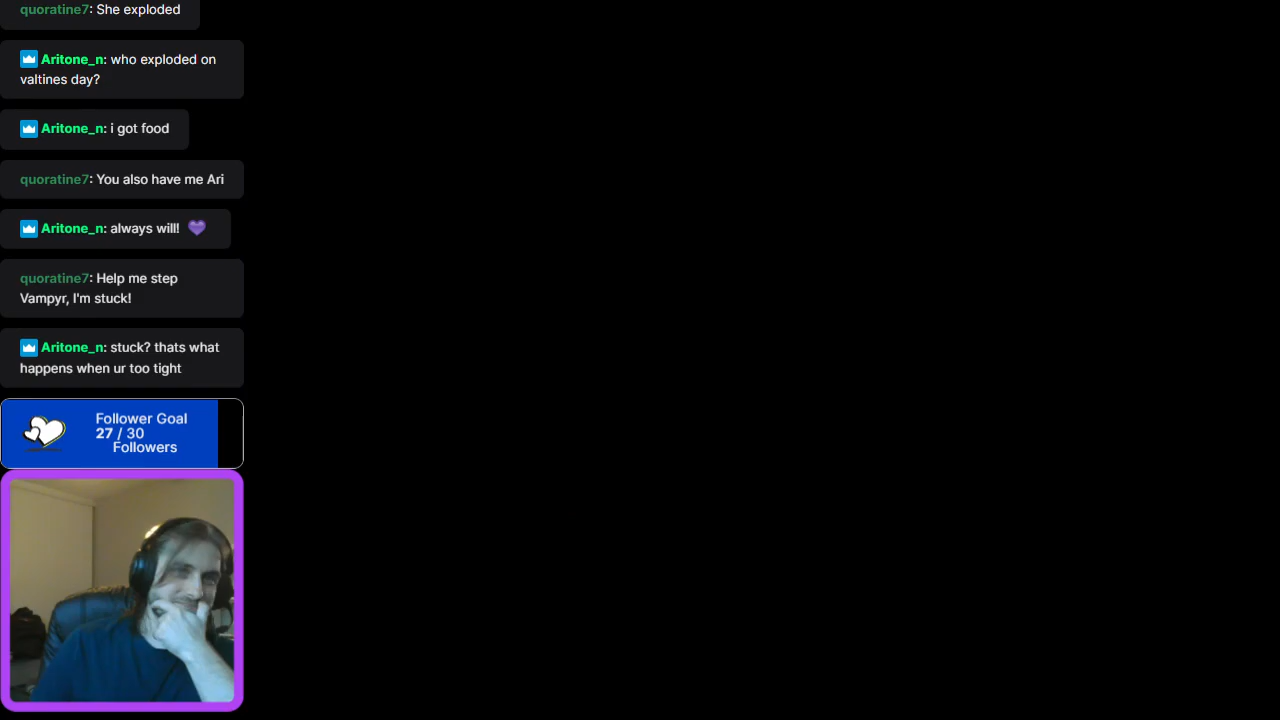 quoratine7: She exploded
Aritone_n: who exploded on
valtines day?
Aritone_n: i got food
quoratine7: You also have me Ari
Aritone_n: always will!
quoratine7: Help me step
Vampyr, I'm stuck!
Aritone_n: stuck? thats what
happens when ur too tight
Follower Goal
27 / 30
Followers